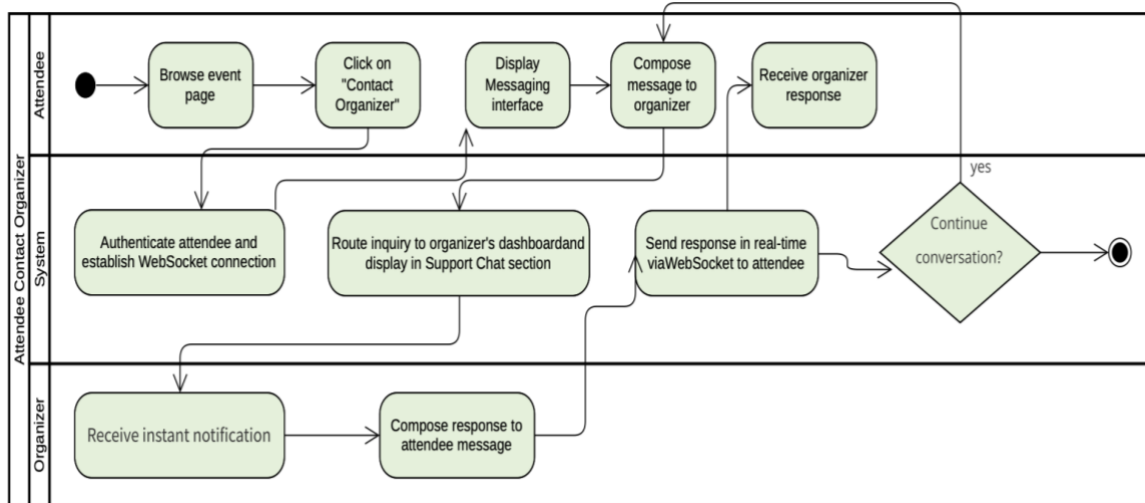 Attendee Contact Organizer
Attendee
Browse event
page
Click on
"Contact
Organizer"
Display
Messaging
interface
Compose
message to
organizer
Receive organizer
response
System
Authenticate attendee and
establish WebSocket connection
Route inquiry to organizer's dashboardand
display in Support Chat section
Send response in real-time
viaWebSocket to attendee
yes
Continue
conversation?
Organizer
Receive instant notification
Compose response to
attendee message